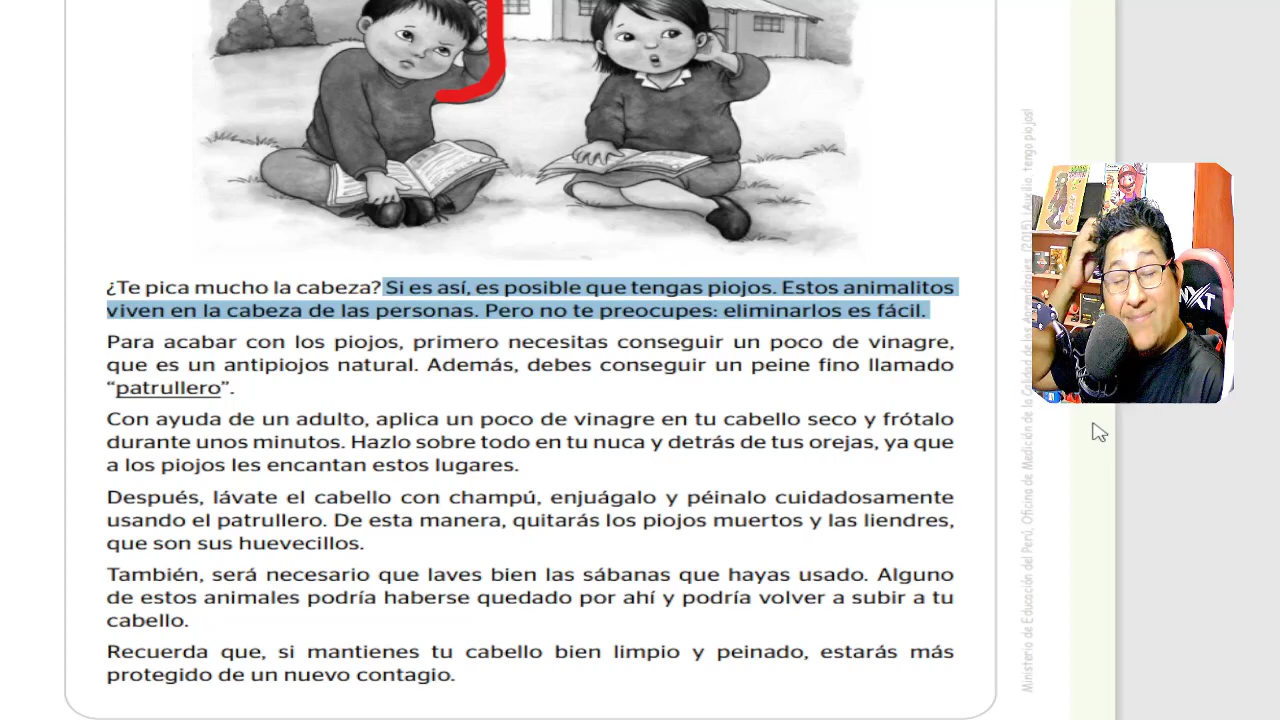 ¿Te pica mucho la cabeza? Si es así, es posible que tengas piojos. Estos animalitos
viven en la cabeza de las personas. Pero no te preocupes: eliminarlos es fácil.
Para acabar con los piojos, primero necesitas conseguir un poco de vinagre,
que es un antipiojos natural. Además, debes conseguir un peine fino llamado
“patrullero”.
Con ayuda de un adulto, aplica un poco de vinagre en tu cabello seco y frótalo
durante unos minutos. Hazlo sobre todo en tu nuca y detrás de tus orejas, ya que
a los piojos les encantan estos lugares.
Después, lávate el cabello con champú, enjuágalo y péinalo cuidadosamente
usando el patrullero. De esta manera, quitarás los piojos muertos y las liendres,
que son sus huevecillos.
También, será necesario que laves bien las sábanas que hayas usado. Alguno
de estos animales podría haberse quedado por ahí y podría volver a subir a tu
cabello.
Recuerda que, si mantienes tu cabello bien limpio y peinado, estarás más
protegido de un nuevo contagio.
Ministerio de Educación del Perú, Oficina de Medición de la Calidad de los Aprendizajes. (2015) ¡Auxilio, tengo piojos!
NXT